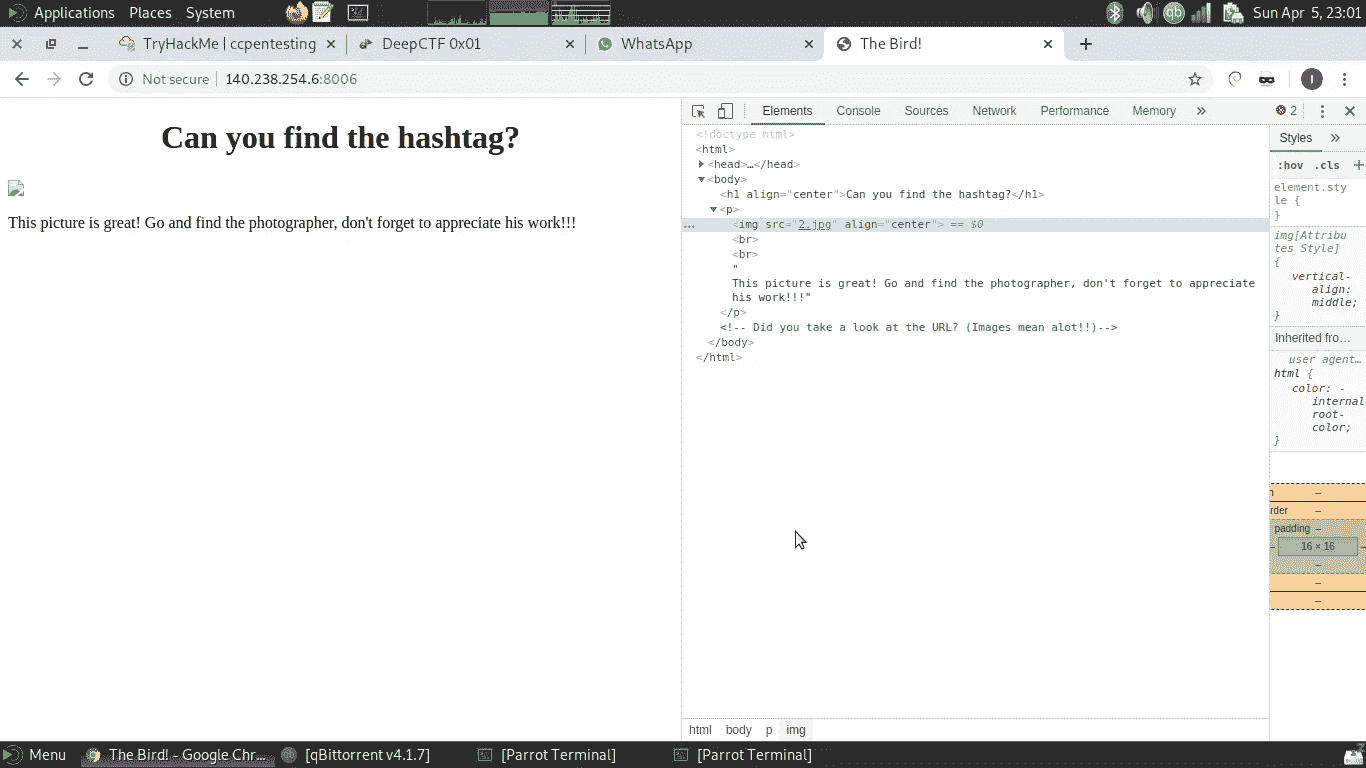 Applications Places System
Sun Apr 5, 23:01
TryHackMe | ccpentesting
DeepCTF 0x01
WhatsApp
The Bird!
Not secure 140.238.254.6:8006
I
Elements Console Sources Network Performance Memory » 2
Can you find the hashtag?
This picture is great! Go and find the photographer, don't forget to appreciate his work!!!
<!doctype html>
<html>
<head>…</head>
<body>
<h1 align="center">Can you find the hashtag?</h1>
<p>
… <img src="2.jpg" align="center"> == $0
<br>
<br>
"
This picture is great! Go and find the photographer, don't forget to appreciate
his work!!!"
</p>
<!-- Did you take a look at the URL? (Images mean alot!!)-->
</body>
</html>
Styles »
:hov .cls +
element.sty
le {
}
img[Attribu
tes Style]
{
vertical-
align:
middle;
}
Inherited fro…
user agent…
html {
color: -
internal
root-
color;
}
–
rder –
padding –
– 16 × 16 –
–
–
–
html body p img
Menu The Bird! - Google Chr... [qBittorrent v4.1.7] [Parrot Terminal] [Parrot Terminal]